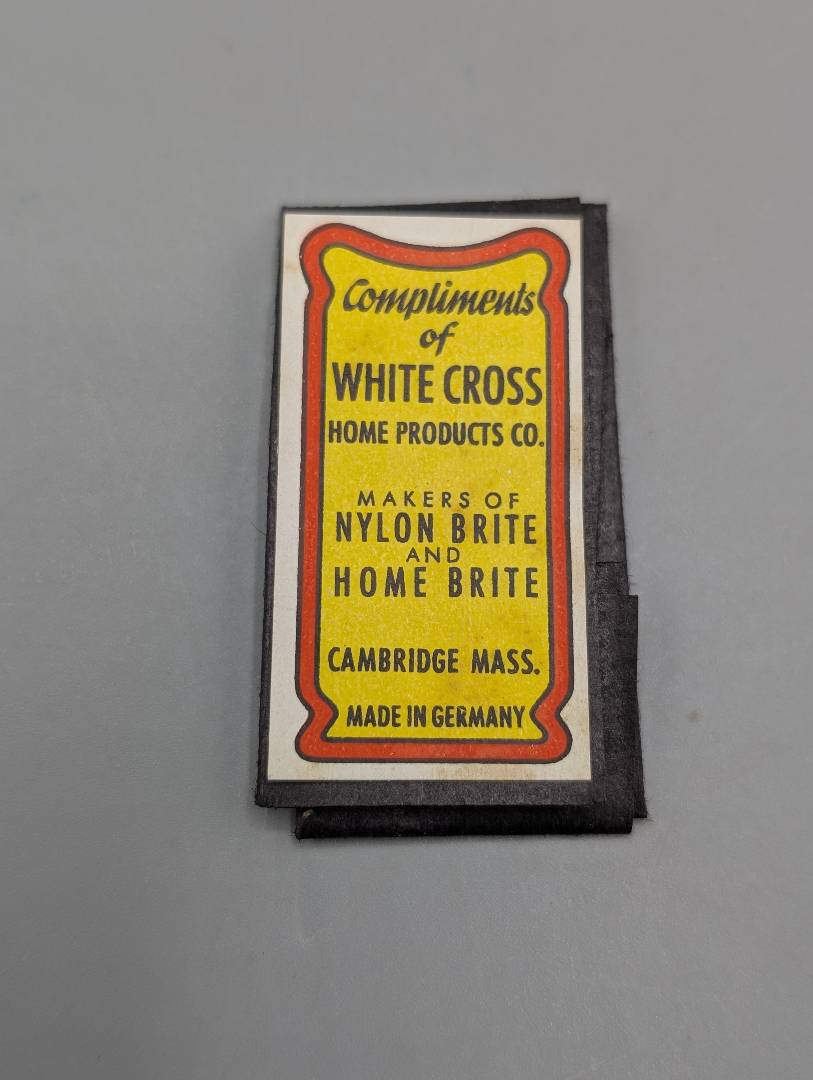 Compliments
of
WHITE CROSS
HOME PRODUCTS CO.
MAKERS OF
NYLON BRITE
AND
HOME BRITE
CAMBRIDGE MASS.
MADE IN GERMANY